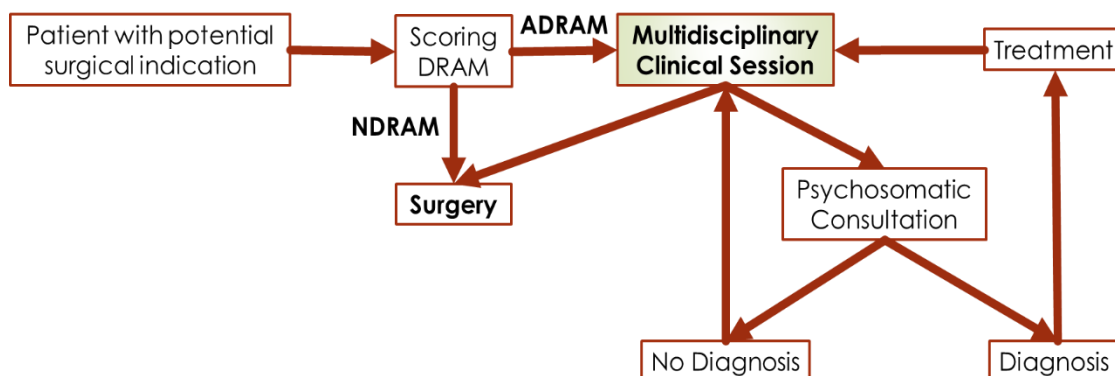 Patient with potential
surgical indication
Scoring
DRAM
ADRAM
Multidisciplinary
Clinical Session
Treatment
NDRAM
Surgery
Psychosomatic
Consultation
No Diagnosis
Diagnosis